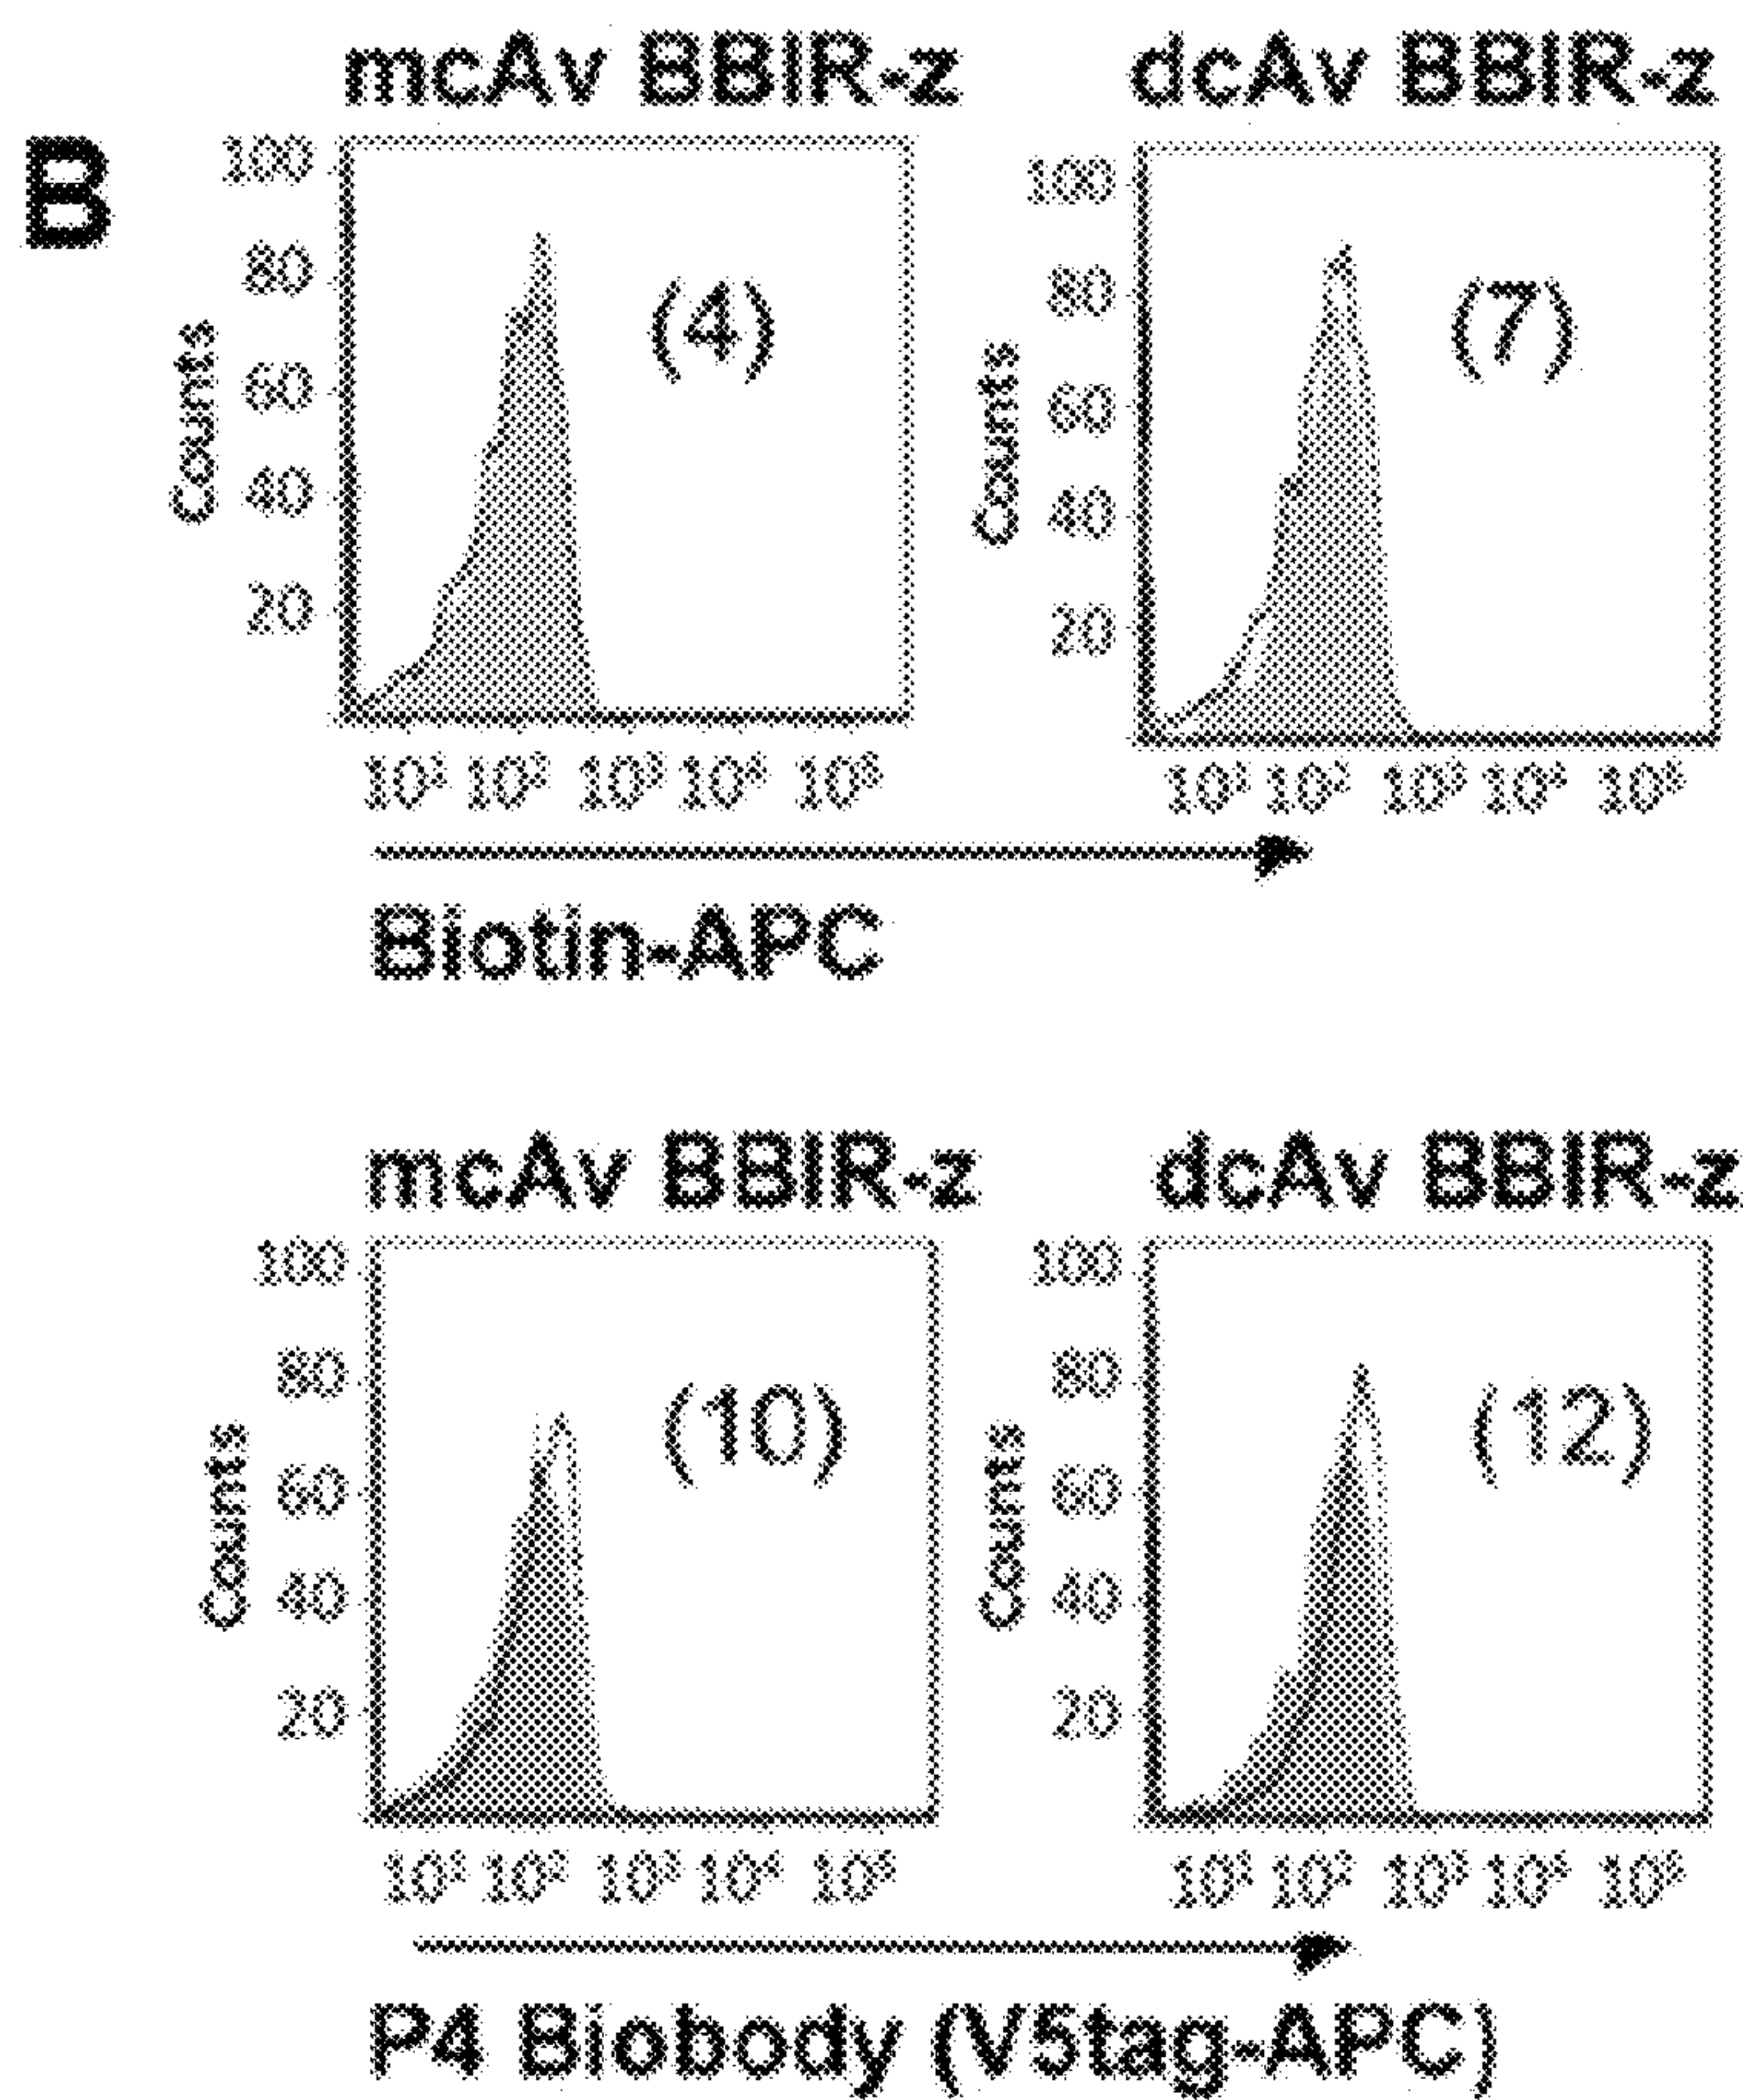 B
mcAv BBIR-z
dcAv BBIR-z
100
80
60
40
20
Counts
(4)
10¹ 10² 10³ 10⁴ 10⁵
100
80
60
40
20
Counts
(7)
10¹ 10² 10³ 10⁴ 10⁵
Biotin-APC
mcAv BBIR-z
dcAv BBIR-z
100
80
60
40
20
Counts
(10)
10¹ 10² 10³ 10⁴ 10⁵
100
80
60
40
20
Counts
(12)
10¹ 10² 10³ 10⁴ 10⁵
P4 Biobody (V5tag-APC)